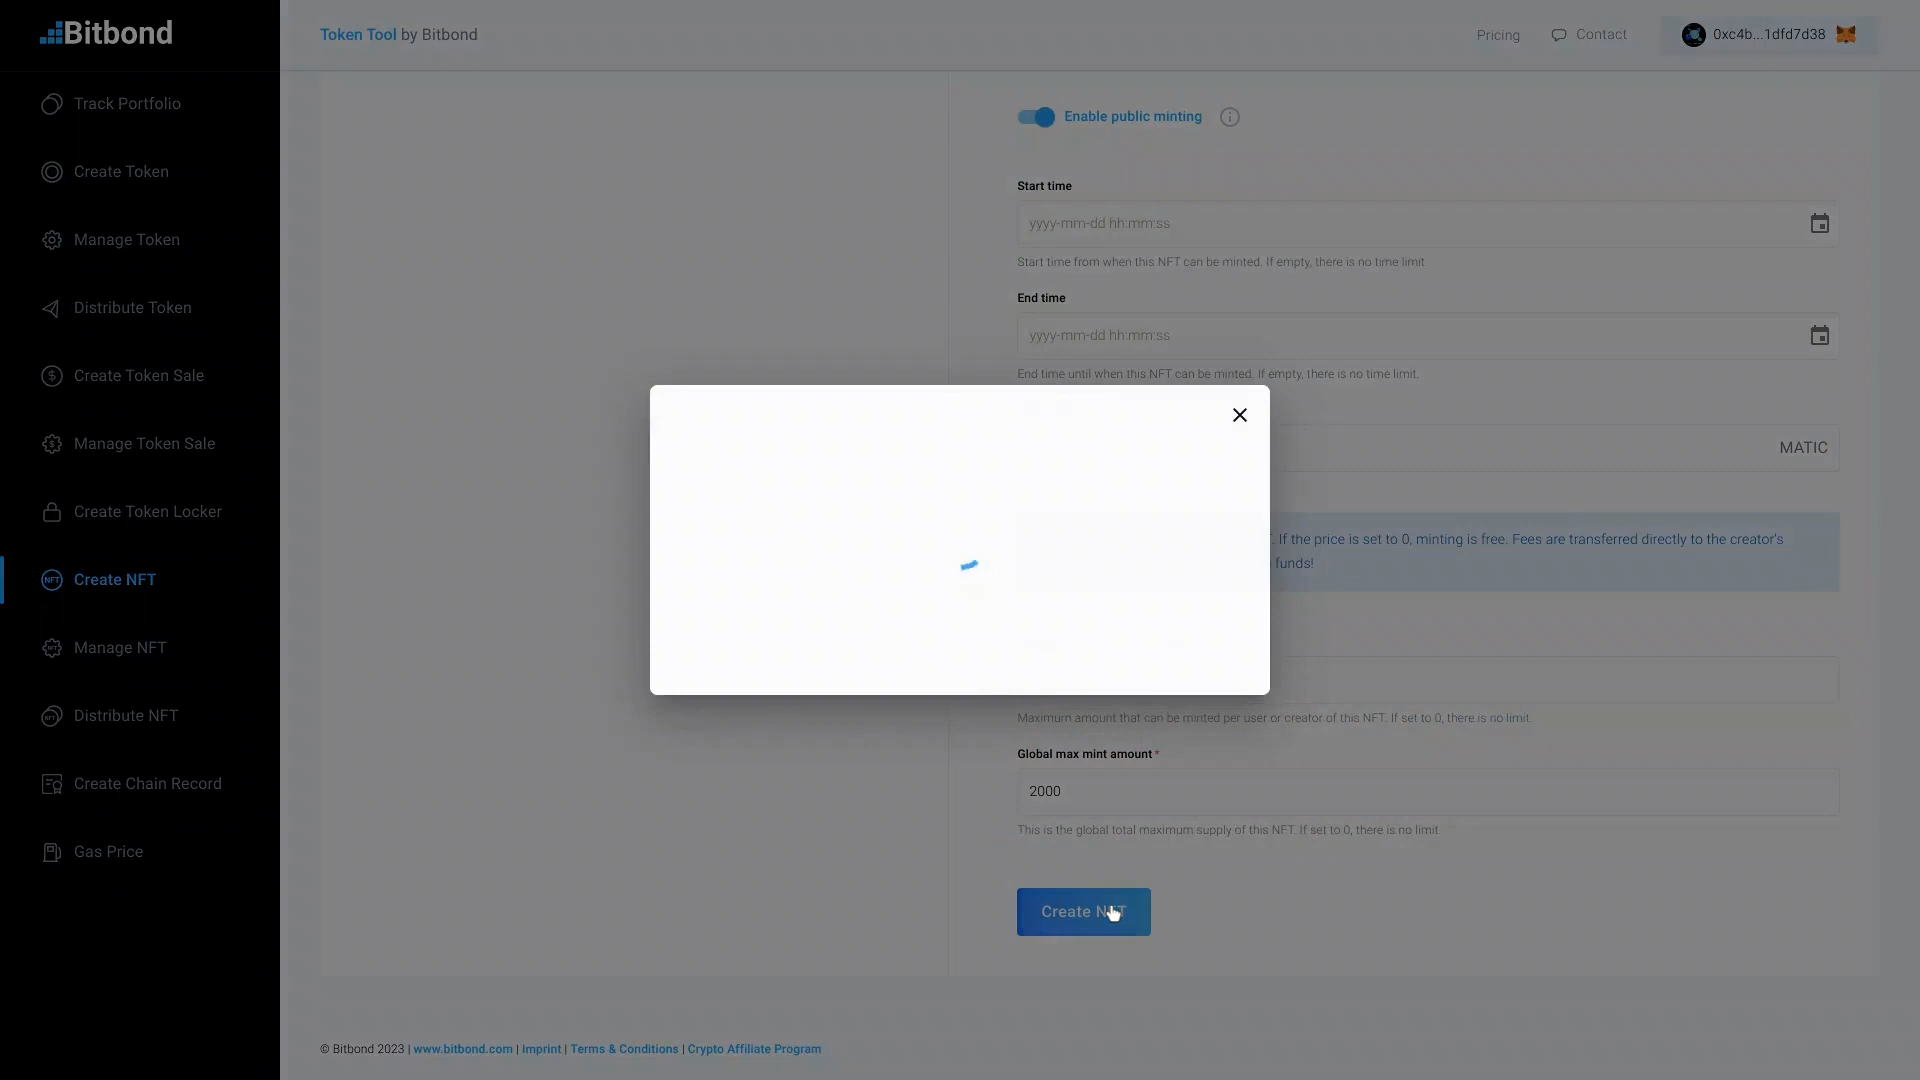 Bitbond
Token Tool by Bitbond
Pricing
Contact
0xc4b...1dfd7d38
Track Portfolio
Create Token
Manage Token
Distribute Token
Create Token Sale
Manage Token Sale
Create Token Locker
NFT Create NFT
Manage NFT
Distribute NFT
Create Chain Record
Gas Price
Enable public minting
Start time
yyyy-mm-dd hh:mm:ss
Start time from when this NFT can be minted. If empty, there is no time limit
End time
yyyy-mm-dd hh:mm:ss
End time until when this NFT can be minted. If empty, there is no time limit.
MATIC
. If the price is set to 0, minting is free. Fees are transferred directly to the creator's
funds!
Maximum amount that can be minted per user or creator of this NFT. If set to 0, there is no limit.
Global max mint amount *
2000
This is the global total maximum supply of this NFT. If set to 0, there is no limit.
Create NFT
© Bitbond 2023 | www.bitbond.com | Imprint | Terms & Conditions | Crypto Affiliate Program